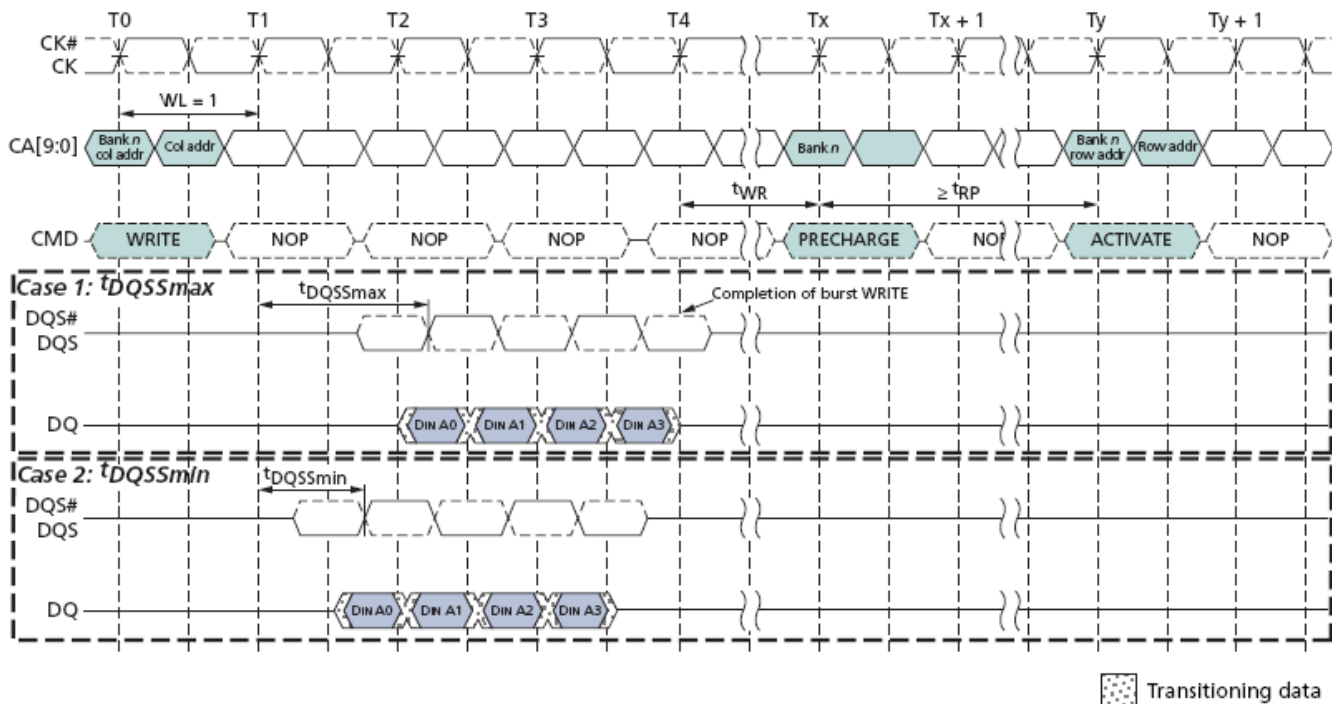 T0 T1 T2 T3 T4 Tx Tx + 1 Ty Ty + 1
CK#
CK
WL = 1
CA[9:0] Bank n col addr Col addr Bank n Bank n row addr Row addr
tWR ≥ tRP
CMD WRITE NOP NOP NOP NOP PRECHARGE NOP ACTIVATE NOP
Case 1: tDQSSmax
tDQSSmax
Completion of burst WRITE
DQS#
DQS
DQ DIN A0 DIN A1 DIN A2 DIN A3
Case 2: tDQSSmin
tDQSSmin
DQS#
DQS
DQ DIN A0 DIN A1 DIN A2 DIN A3
Transitioning data